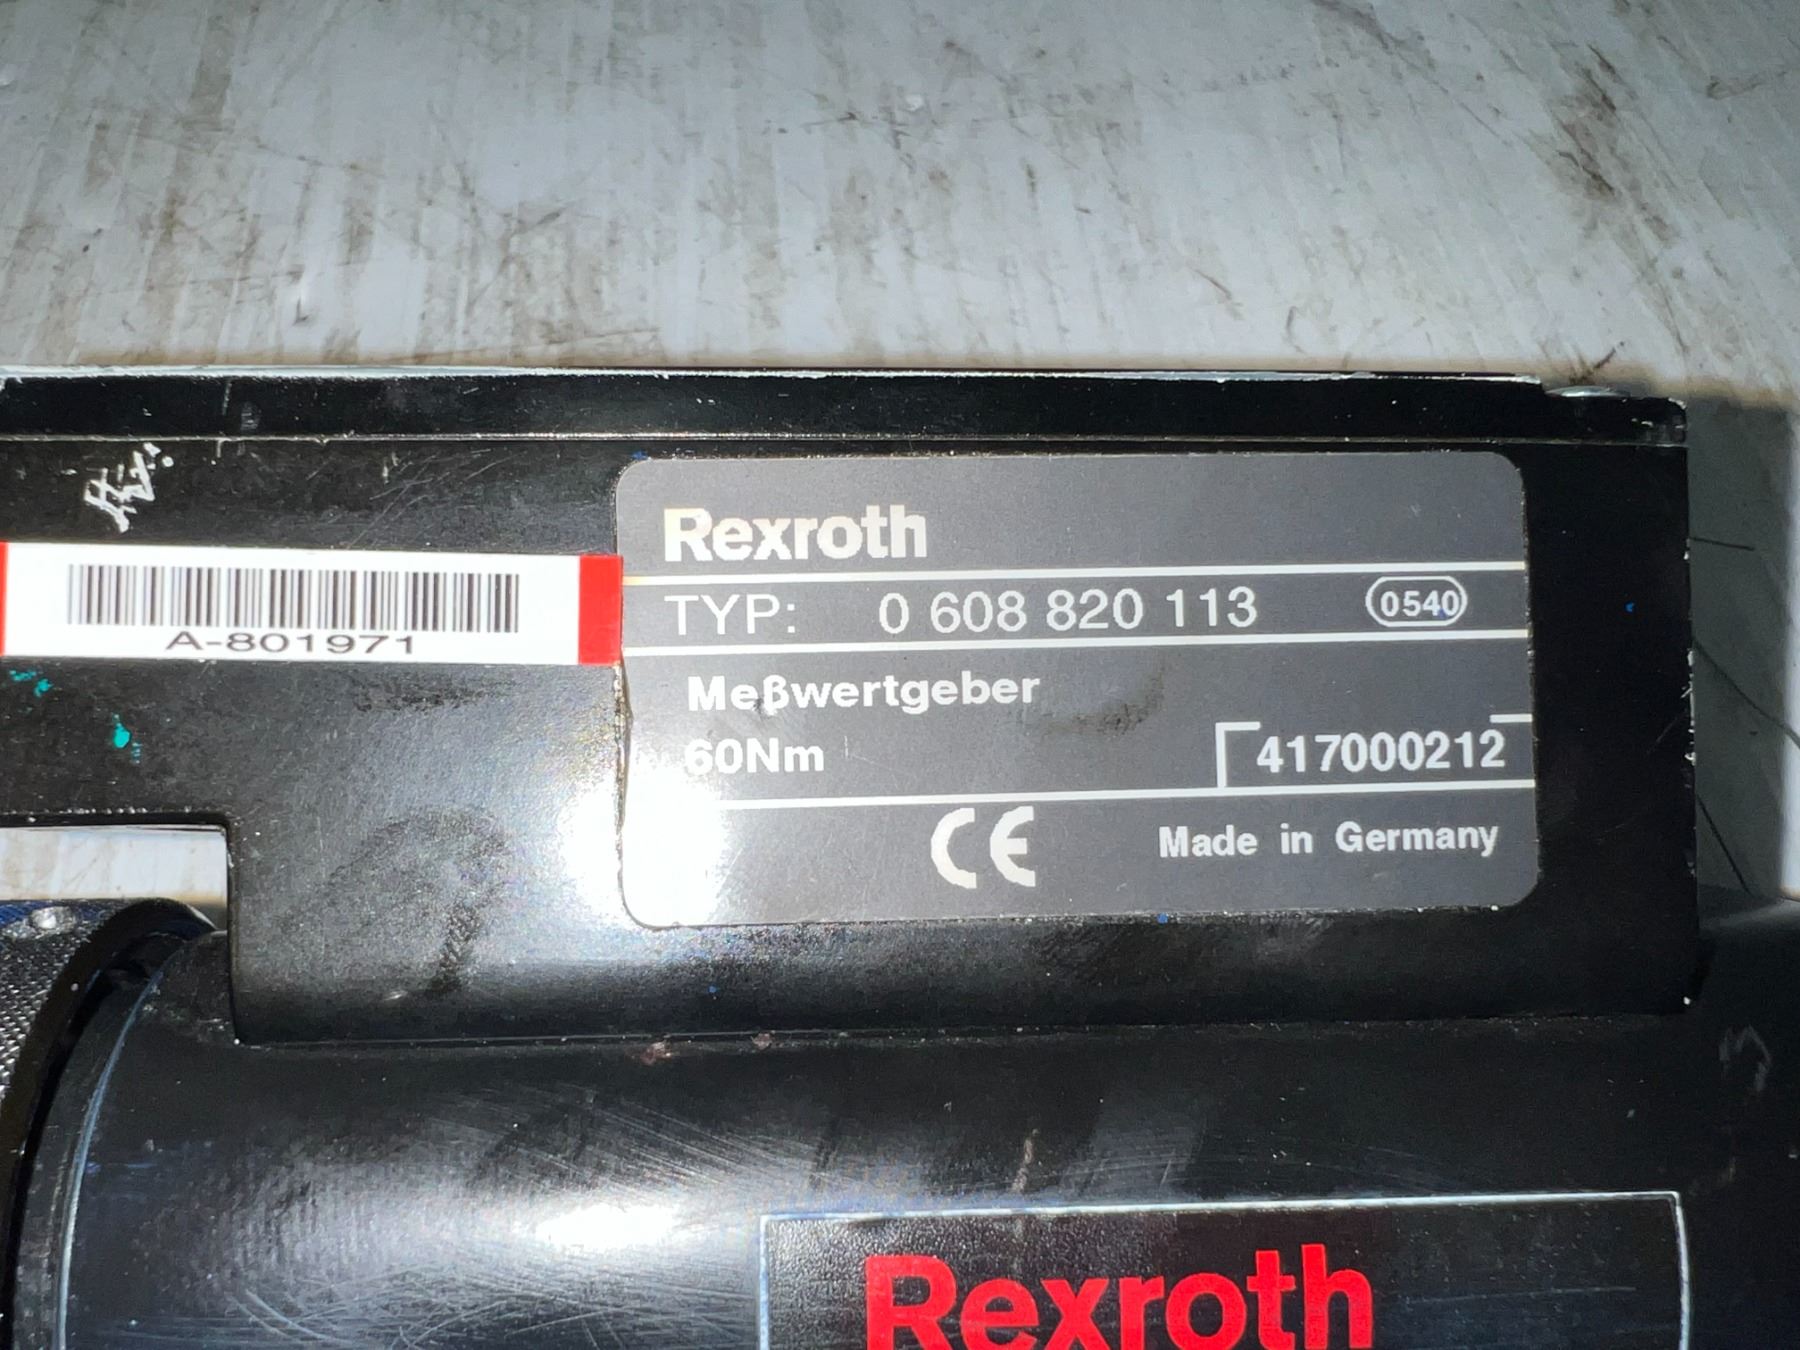 A-801971
Rexroth
TYP: 0 608 820 113 0540
Meßwertgeber
60Nm 417000212
CE Made in Germany
Rexroth